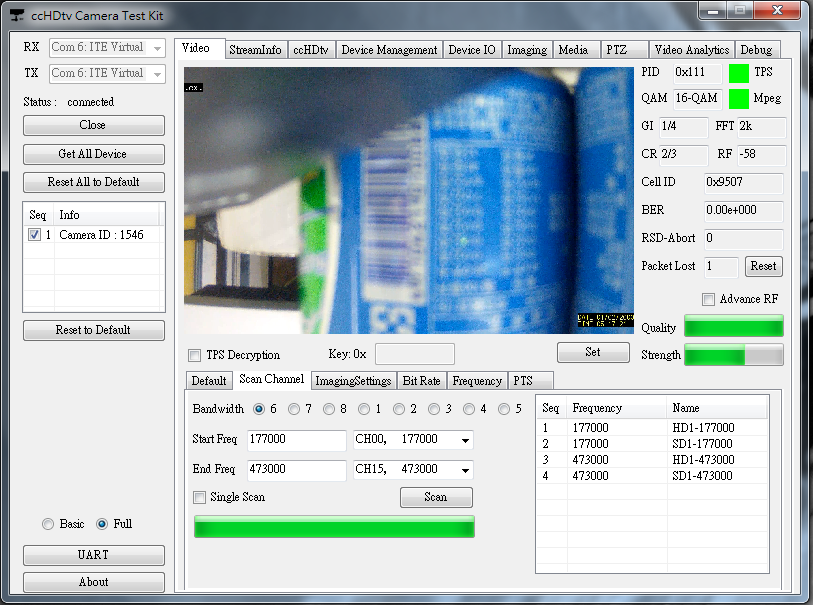 ccHDtv Camera Test Kit
RX Com 6: ITE Virtual
TX Com 6: ITE Virtual
Status : connected
Close
Get All Device
Reset All to Default
Seq Info
1 Camera ID : 1546
Reset to Default
Basic Full
UART
About
Video StreamInfo ccHDtv Device Management Device IO Imaging Media PTZ Video Analytics Debug
PID 0x111 TPS
QAM 16-QAM Mpeg
GI 1/4 FFT 2k
CR 2/3 RF -58
Cell ID 0x9507
BER 0.00e+000
RSD-Abort 0
Packet Lost 1 Reset
Advance RF
Quality
Strength
TPS Decryption Key: 0x Set
Default Scan Channel ImagingSettings Bit Rate Frequency PTS
Bandwidth 6 7 8 1 2 3 4 5
Start Freq 177000 CH00, 177000
End Freq 473000 CH15, 473000
Single Scan Scan
Seq Frequency Name
1 177000 HD1-177000
2 177000 SD1-177000
3 473000 HD1-473000
4 473000 SD1-473000